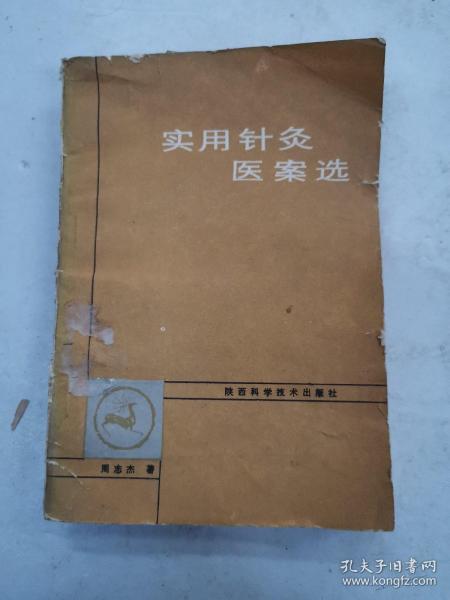 实用针灸
医案选
陕西科学技术出版社
周志杰 著
孔夫子旧书网
www.kongfz.com